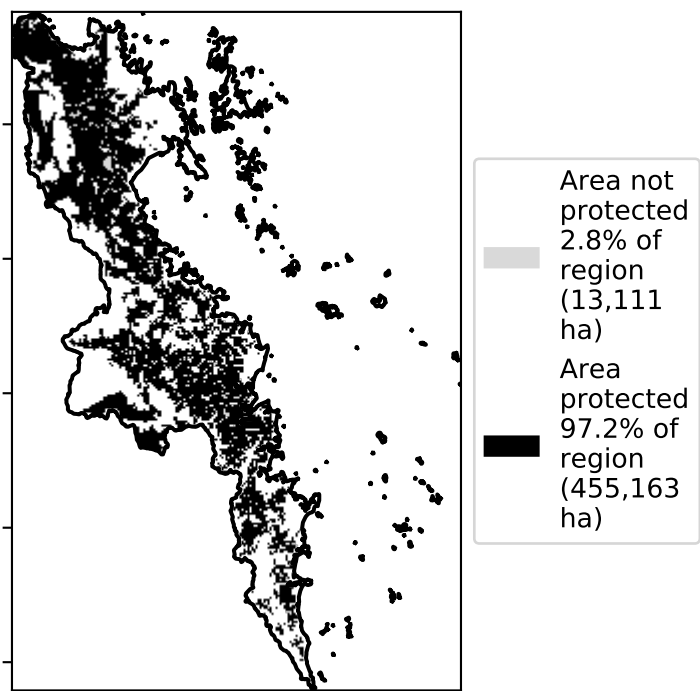 Area not
protected
2.8% of
region
(13,111
ha)
Area
protected
97.2% of
region
(455,163
ha)